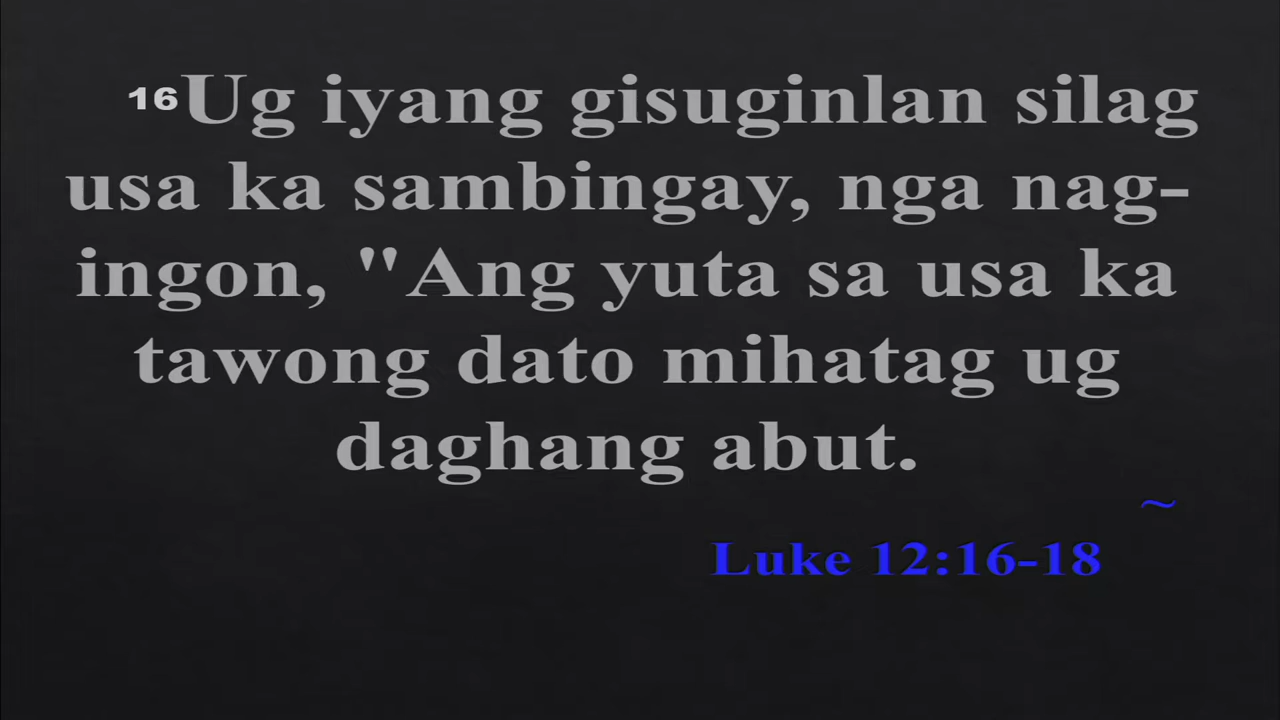 16Ug iyang gisuginlan silag
usa ka sambingay, nga nag-
ingon, "Ang yuta sa usa ka
tawong dato mihatag ug
daghang abut.
~
Luke 12:16-18